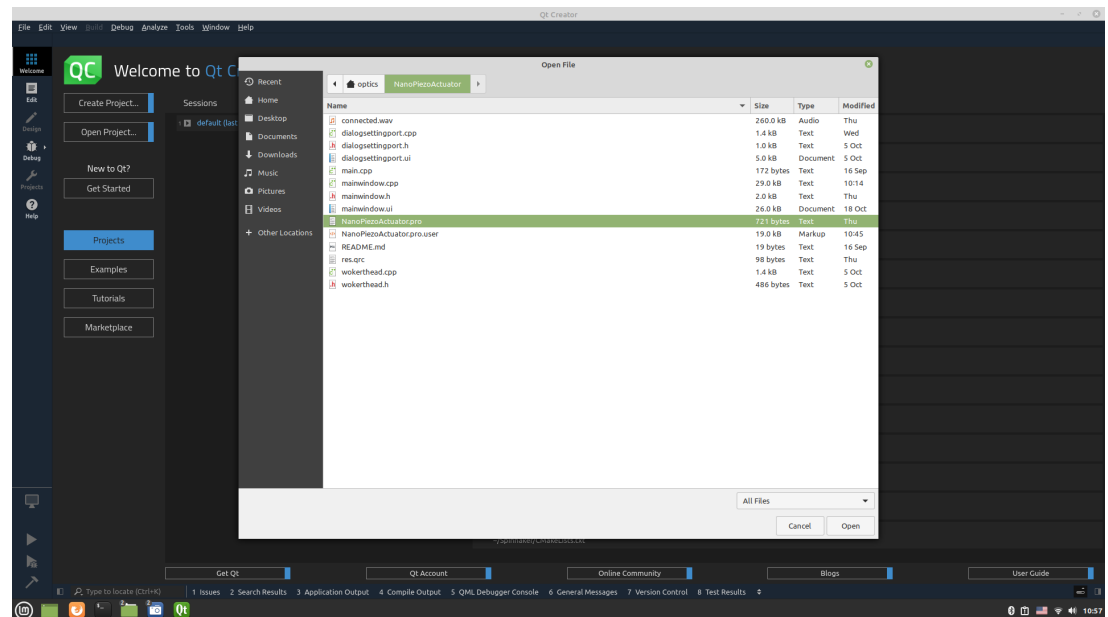 Qt Creator
File Edit View Build Debug Analyze Tools Window Help
Welcome
Edit
Design
Debug
Projects
Help
QC Welcome to Qt C
Create Project...
Open Project...
New to Qt?
Get Started
Projects
Examples
Tutorials
Marketplace
Sessions
default (last
Open File
Recent
Home
Desktop
Documents
Downloads
Music
Pictures
Videos
+ Other Locations
optics NanoPiezoActuator
Name Size Type Modified
connected.wav 260.0 kB Audio Thu
dialogsettingport.cpp 1.4 kB Text Wed
dialogsettingport.h 1.0 kB Text 5 Oct
dialogsettingport.ui 5.0 kB Document 5 Oct
main.cpp 172 bytes Text 16 Sep
mainwindow.cpp 29.0 kB Text 10:14
mainwindow.h 2.0 kB Text Thu
mainwindow.ui 26.0 kB Document 18 Oct
NanoPiezoActuator.pro 721 bytes Text Thu
NanoPiezoActuator.pro.user 19.0 kB Markup 10:45
README.md 19 bytes Text 16 Sep
res.qrc 98 bytes Text Thu
wokerthead.cpp 1.4 kB Text 5 Oct
wokerthead.h 486 bytes Text 5 Oct
All Files
Cancel Open
~/Spinnaker/CMakeLists.txt
Get Qt Qt Account Online Community Blogs User Guide
Type to locate (Ctrl+K) 1 Issues 2 Search Results 3 Application Output 4 Compile Output 5 QML Debugger Console 6 General Messages 7 Version Control 8 Test Results
2 2 Qt 10:57